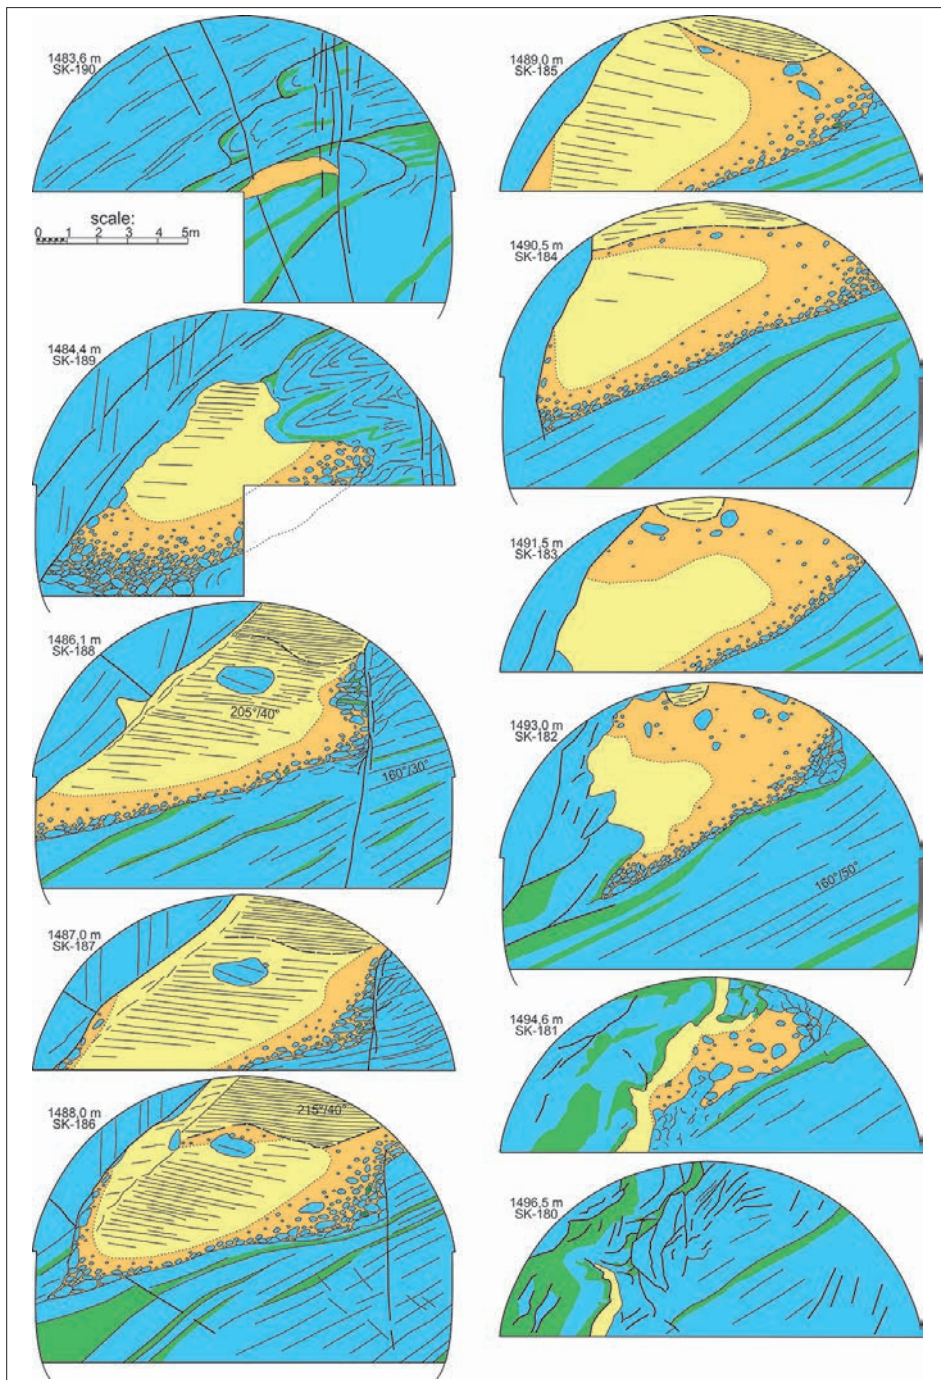 1483,6 m
SK-190
scale:
0 1 2 3 4 5m
1484,4 m
SK-189
1486,1 m
SK-188
205°/40°
160°/30°
1487,0 m
SK-187
1488,0 m
SK-186
215°/40°
1489,0 m
SK-185
1490,5 m
SK-184
1491,5 m
SK-183
1493,0 m
SK-182
160°/50°
1494,6 m
SK-181
1496,5 m
SK-180